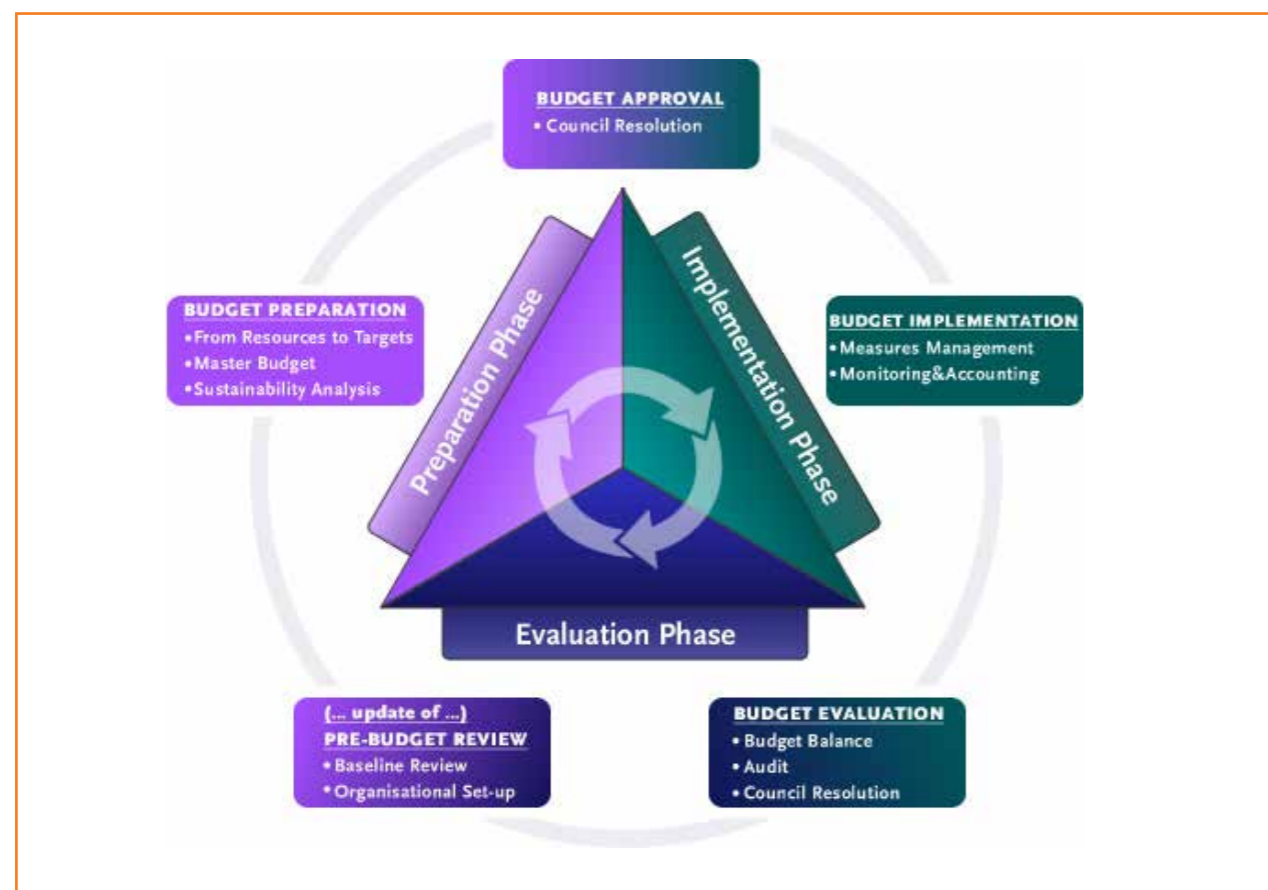 BUDGET APPROVAL
• Council Resolution
BUDGET PREPARATION
•From Resources to Targets
•Master Budget
•Sustainability Analysis
Preparation Phase
Implementation Phase
BUDGET IMPLEMENTATION
•Measures Management
•Monitoring&Accounting
Evaluation Phase
(... update of ...)
PRE-BUDGET REVIEW
• Baseline Review
• Organisational Set-up
BUDGET EVALUATION
• Budget Balance
• Audit
• Council Resolution